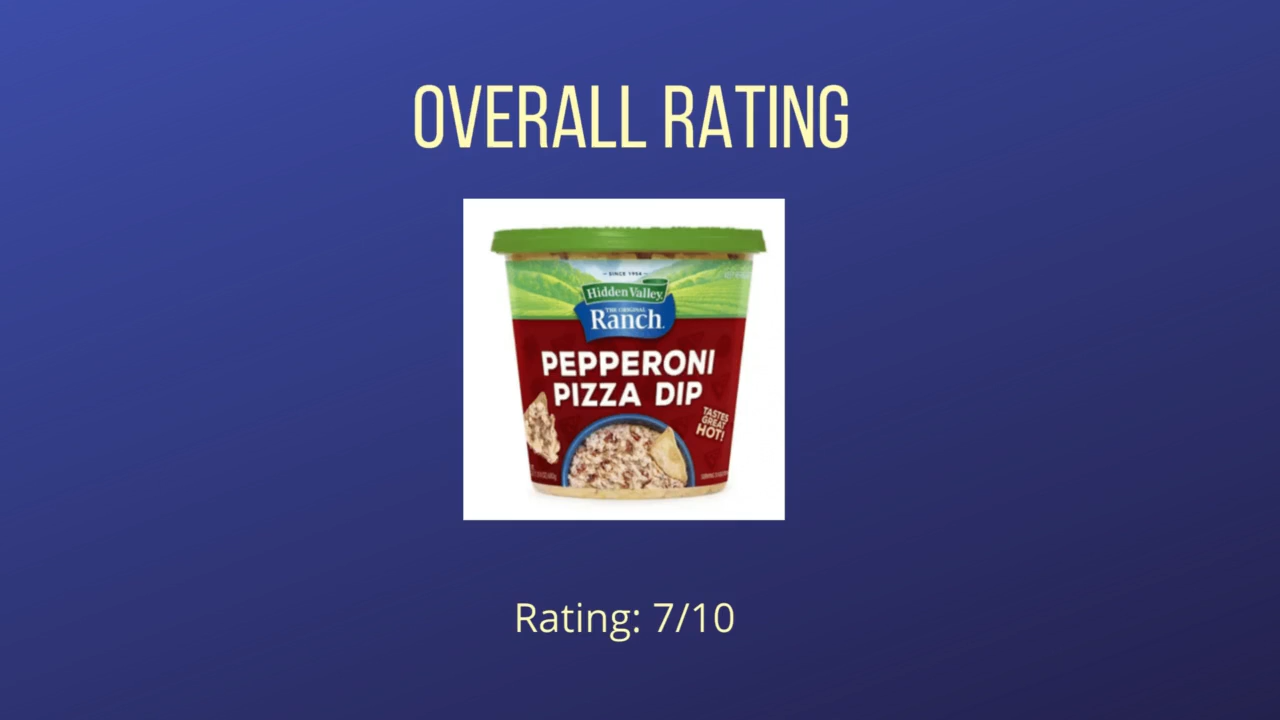 OVERALL RATING
SINCE 1954
Hidden Valley
THE ORIGINAL
Ranch
PEPPERONI
PIZZA DIP
TASTES
GREAT
HOT!
Rating: 7/10